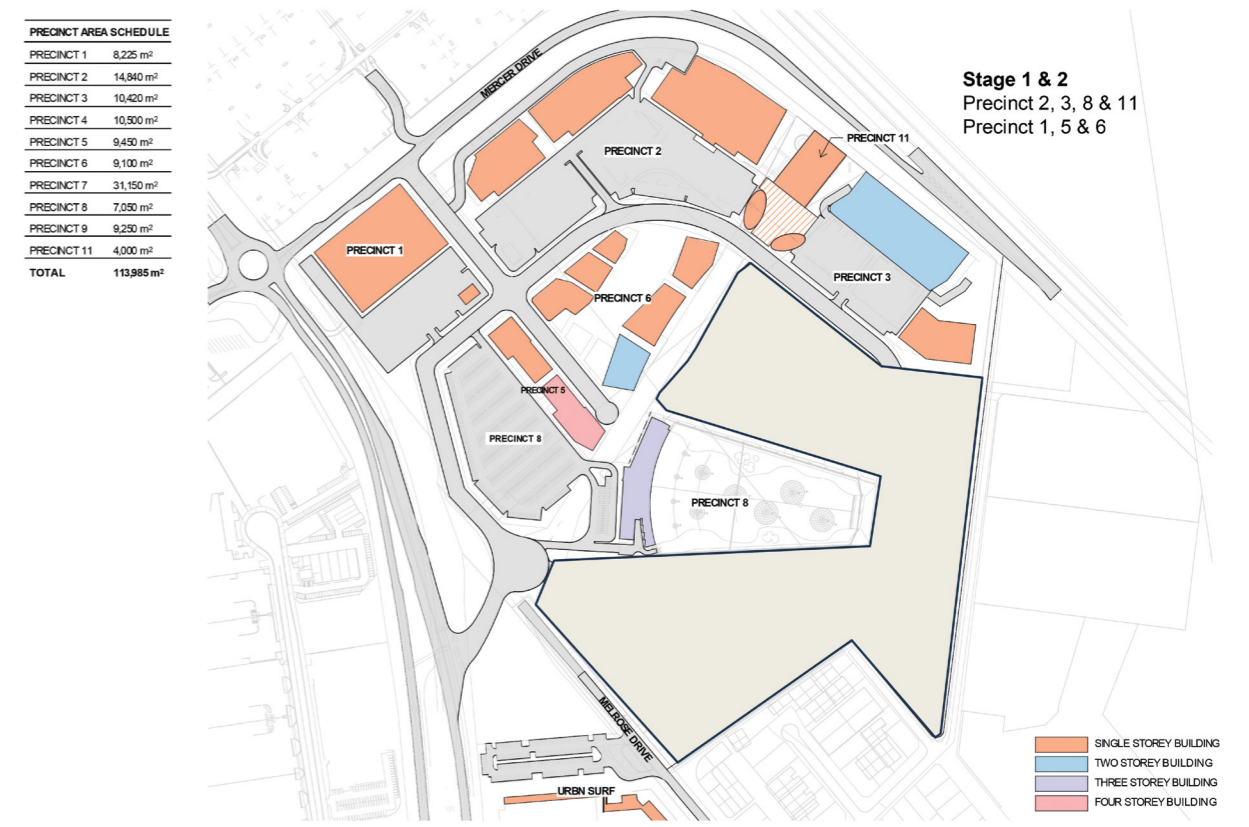 PRECINCT AREA SCHEDULE
PRECINCT 1 8,225 m²
PRECINCT 2 14,840 m²
PRECINCT 3 10,420 m²
PRECINCT 4 10,500 m²
PRECINCT 5 9,450 m²
PRECINCT 6 9,100 m²
PRECINCT 7 31,150 m²
PRECINCT 8 7,050 m²
PRECINCT 9 9,250 m²
PRECINCT 11 4,000 m²
TOTAL 113,985 m²
Stage 1 & 2
Precinct 2, 3, 8 & 11
Precinct 1, 5 & 6
MERCER DRIVE
PRECINCT 11
PRECINCT 2
PRECINCT 1
PRECINCT 3
PRECINCT 6
PRECINCT 5
PRECINCT 8
PRECINCT 8
MELROSE DRIVE
URBN SURF
SINGLE STOREY BUILDING
TWO STOREY BUILDING
THREE STOREY BUILDING
FOUR STOREY BUILDING